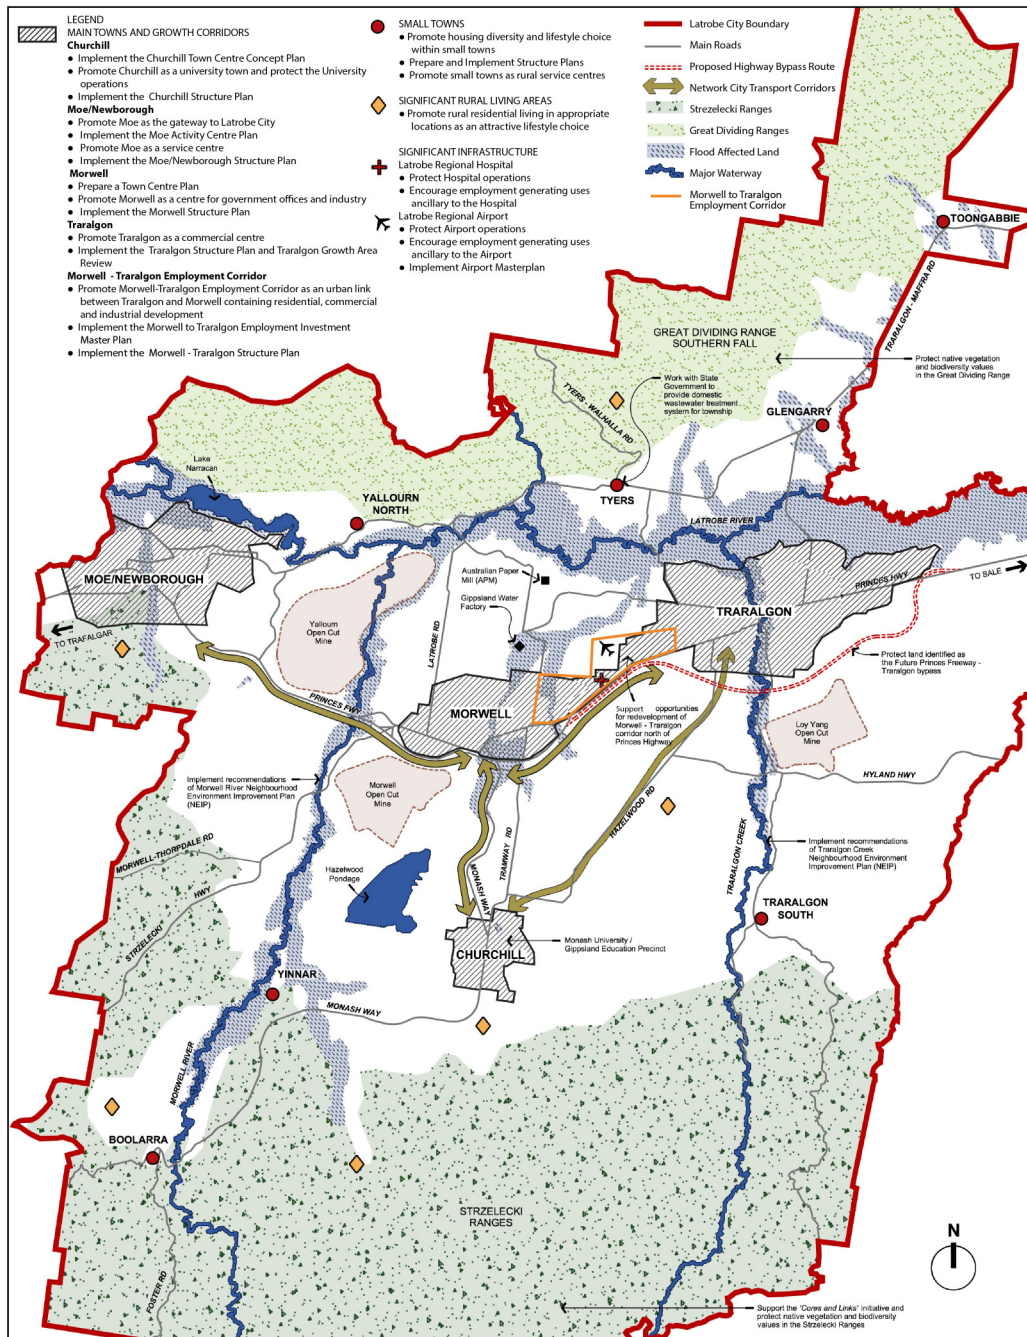 LEGEND
MAIN TOWNS AND GROWTH CORRIDORS
Churchill
● Implement the Churchill Town Centre Concept Plan
● Promote Churchill as a university town and protect the University
operations
● Implement the Churchill Structure Plan
Moe/Newborough
● Promote Moe as the gateway to Latrobe City
● Implement the Moe Activity Centre Plan
● Promote Moe as a service centre
● Implement the Moe/Newborough Structure Plan
Morwell
● Prepare a Town Centre Plan
● Promote Morwell as a centre for government offices and industry
● Implement the Morwell Structure Plan
Traralgon
● Promote Traralgon as a commercial centre
● Implement the Traralgon Structure Plan and Traralgon Growth Area
Review
Morwell - Traralgon Employment Corridor
● Promote Morwell-Traralgon Employment Corridor as an urban link
between Traralgon and Morwell containing residential, commercial
and industrial development
● Implement the Morwell to Traralgon Employment Investment
Master Plan
● Implement the Morwell - Traralgon Structure Plan
SMALL TOWNS
● Promote housing diversity and lifestyle choice
within small towns
● Prepare and Implement Structure Plans
● Promote small towns as rural service centres
SIGNIFICANT RURAL LIVING AREAS
● Promote rural residential living in appropriate
locations as an attractive lifestyle choice
SIGNIFICANT INFRASTRUCTURE
Latrobe Regional Hospital
● Protect Hospital operations
● Encourage employment generating uses
ancillary to the Hospital
Latrobe Regional Airport
● Protect Airport operations
● Encourage employment generating uses
ancillary to the Airport
● Implement Airport Masterplan
Latrobe City Boundary
Main Roads
Proposed Highway Bypass Route
Network City Transport Corridors
Strezelecki Ranges
Great Dividing Ranges
Flood Affected Land
Major Waterway
Morwell to Traralgon
Employment Corridor
TOONGABBIE
TRARALGON - MAFFRA RD
GREAT DIVIDING RANGE
SOUTHERN FALL
Protect native vegetation
and biodiversity values
in the Great Dividing Range
Work with State
Government to
provide domestic
wastewater treatment
system for township
TYERS - WALHALLA RD
GLENGARRY
Lake
Narracan
YALLOURN
NORTH
TYERS
LATROBE RIVER
MOE/NEWBOROUGH
Australian Paper
Mill (APM)
Gippsland Water
Factory
PRINCES HWY
TO SALE
TRARALGON
TO TRAFALGAR
Yallourn
Open Cut
Mine
LATROBE RD
Protect land identified as
the Future Princes Freeway -
Traralgon bypass
PRINCES FWY
MORWELL
Support opportunities
for redevelopment of
Morwell - Traralgon
corridor north of
Princes Highway
Loy Yang
Open Cut
Mine
HYLAND HWY
Implement recommendations
of Morwell River Neighbourhood
Environment Improvement Plan
(NEIP)
Morwell
Open Cut
Mine
HAZELWOOD RD
MORWELL-THORPDALE RD
TRAMWAY RD
TRARALGON CREEK
Implement recommendations
of Traralgon Creek
Neighbourhood Environment
Improvement Plan (NEIP)
Hazelwood
Pondage
MONASH WAY
STRZELECKI HWY
TRARALGON
SOUTH
CHURCHILL
Monash University /
Gippsland Education Precinct
YINNAR
MONASH WAY
MORWELL RIVER
BOOLARRA
STRZELECKI
RANGES
N
FOSTER RD
Support the 'Cores and Links' initiative and
protect native vegetation and biodiversity
values in the Strzelecki Ranges